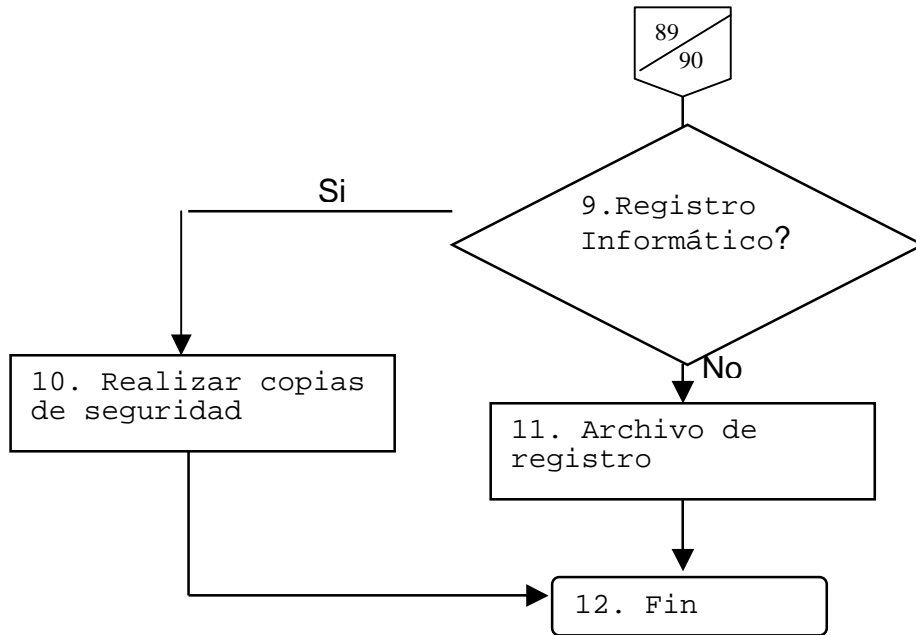 89
90
Si
9.Registro
Informático?
No
10. Realizar copias
de seguridad
11. Archivo de
registro
12. Fin